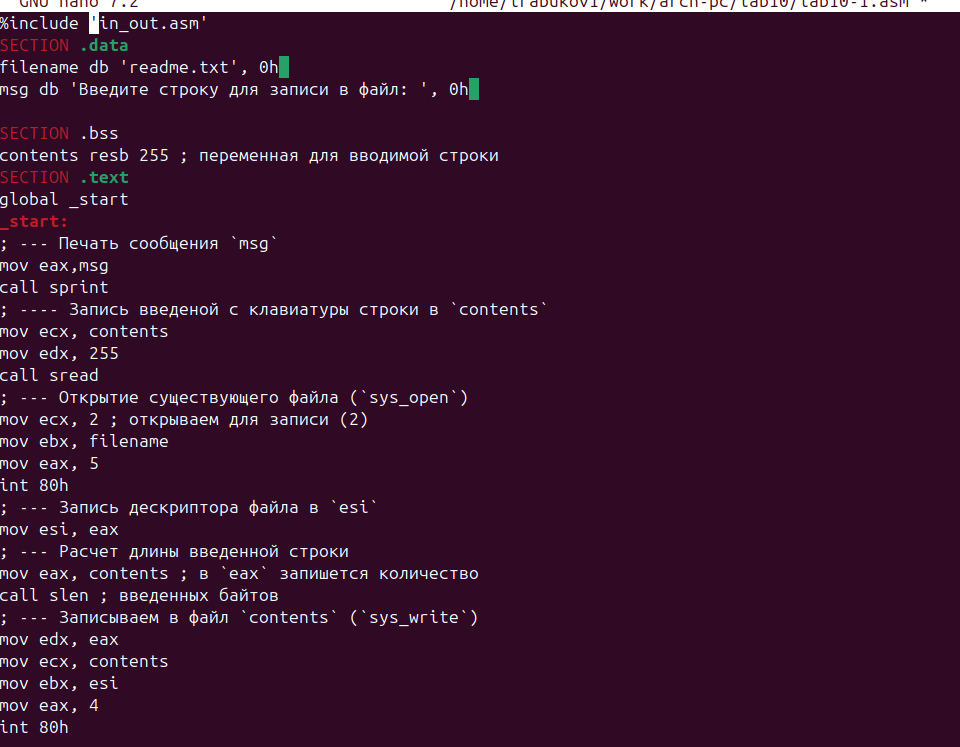 GNU nano 7.2 /home/trabukovi/work/arch-pc/lab10/lab10-1.asm *
%include 'in_out.asm'
SECTION .data
filename db 'readme.txt', 0h
msg db 'Введите строку для записи в файл: ', 0h
SECTION .bss
contents resb 255 ; переменная для вводимой строки
SECTION .text
global _start
_start:
; --- Печать сообщения `msg`
mov eax,msg
call sprint
; ---- Запись введеной с клавиатуры строки в `contents`
mov ecx, contents
mov edx, 255
call sread
; --- Открытие существующего файла (`sys_open`)
mov ecx, 2 ; открываем для записи (2)
mov ebx, filename
mov eax, 5
int 80h
; --- Запись дескриптора файла в `esi`
mov esi, eax
; --- Расчет длины введенной строки
mov eax, contents ; в `eax` запишется количество
call slen ; введенных байтов
; --- Записываем в файл `contents` (`sys_write`)
mov edx, eax
mov ecx, contents
mov ebx, esi
mov eax, 4
int 80h